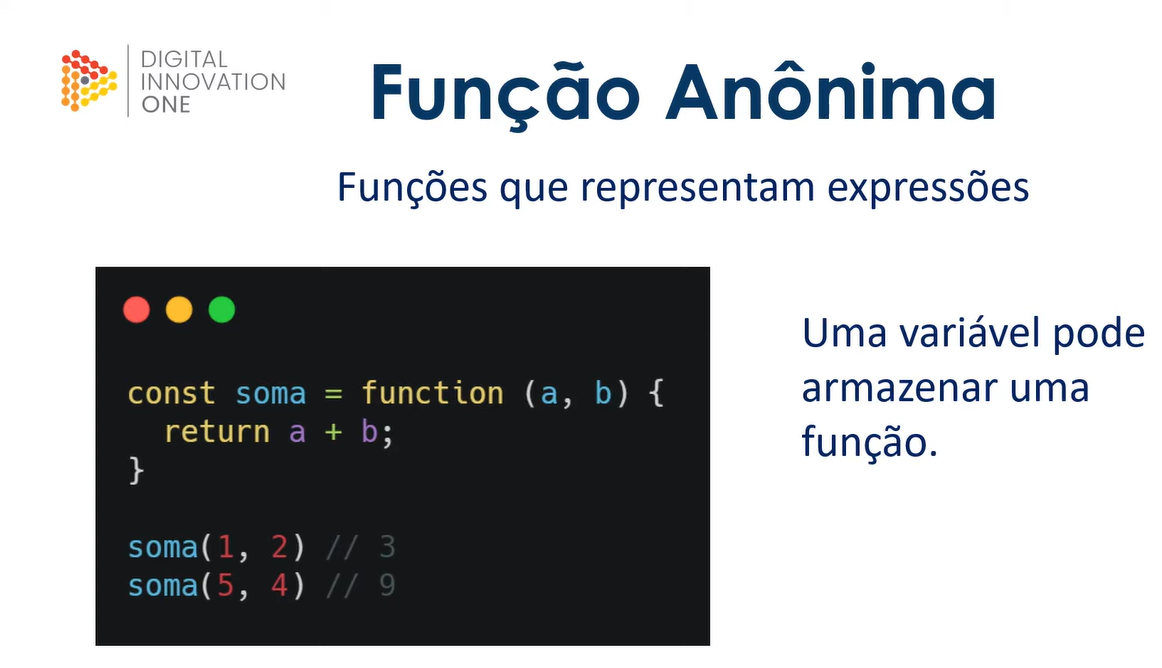 DIGITAL
INNOVATION
ONE
Função Anônima
Funções que representam expressões
const soma = function (a, b) {
  return a + b;
}
soma(1, 2) // 3
soma(5, 4) // 9
Uma variável pode
armazenar uma
função.